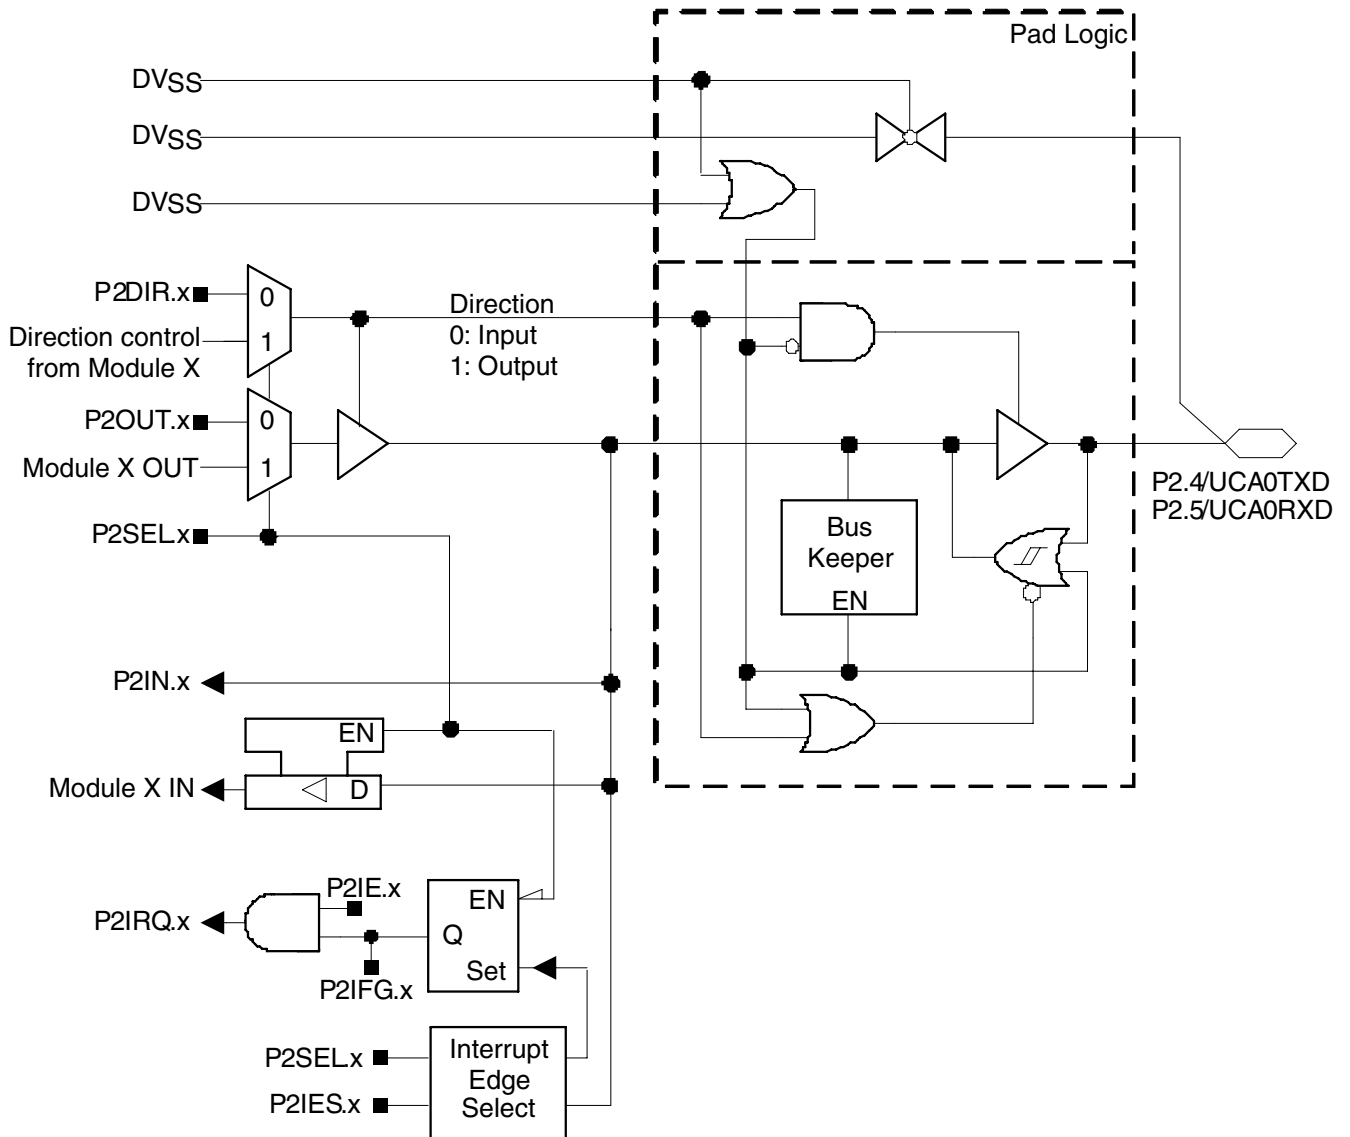 Pad Logic
DVSS
DVSS
DVSS
P2DIR.x
0
Direction control
from Module X
1
Direction
0: Input
1: Output
P2OUT.x
0
Module X OUT
1
P2SEL.x
P2.4/UCA0TXD
P2.5/UCA0RXD
Bus
Keeper
EN
P2IN.x
EN
Module X IN
D
P2IE.x
P2IRQ.x
EN
Q
Set
P2IFG.x
P2SEL.x
P2IES.x
Interrupt
Edge
Select